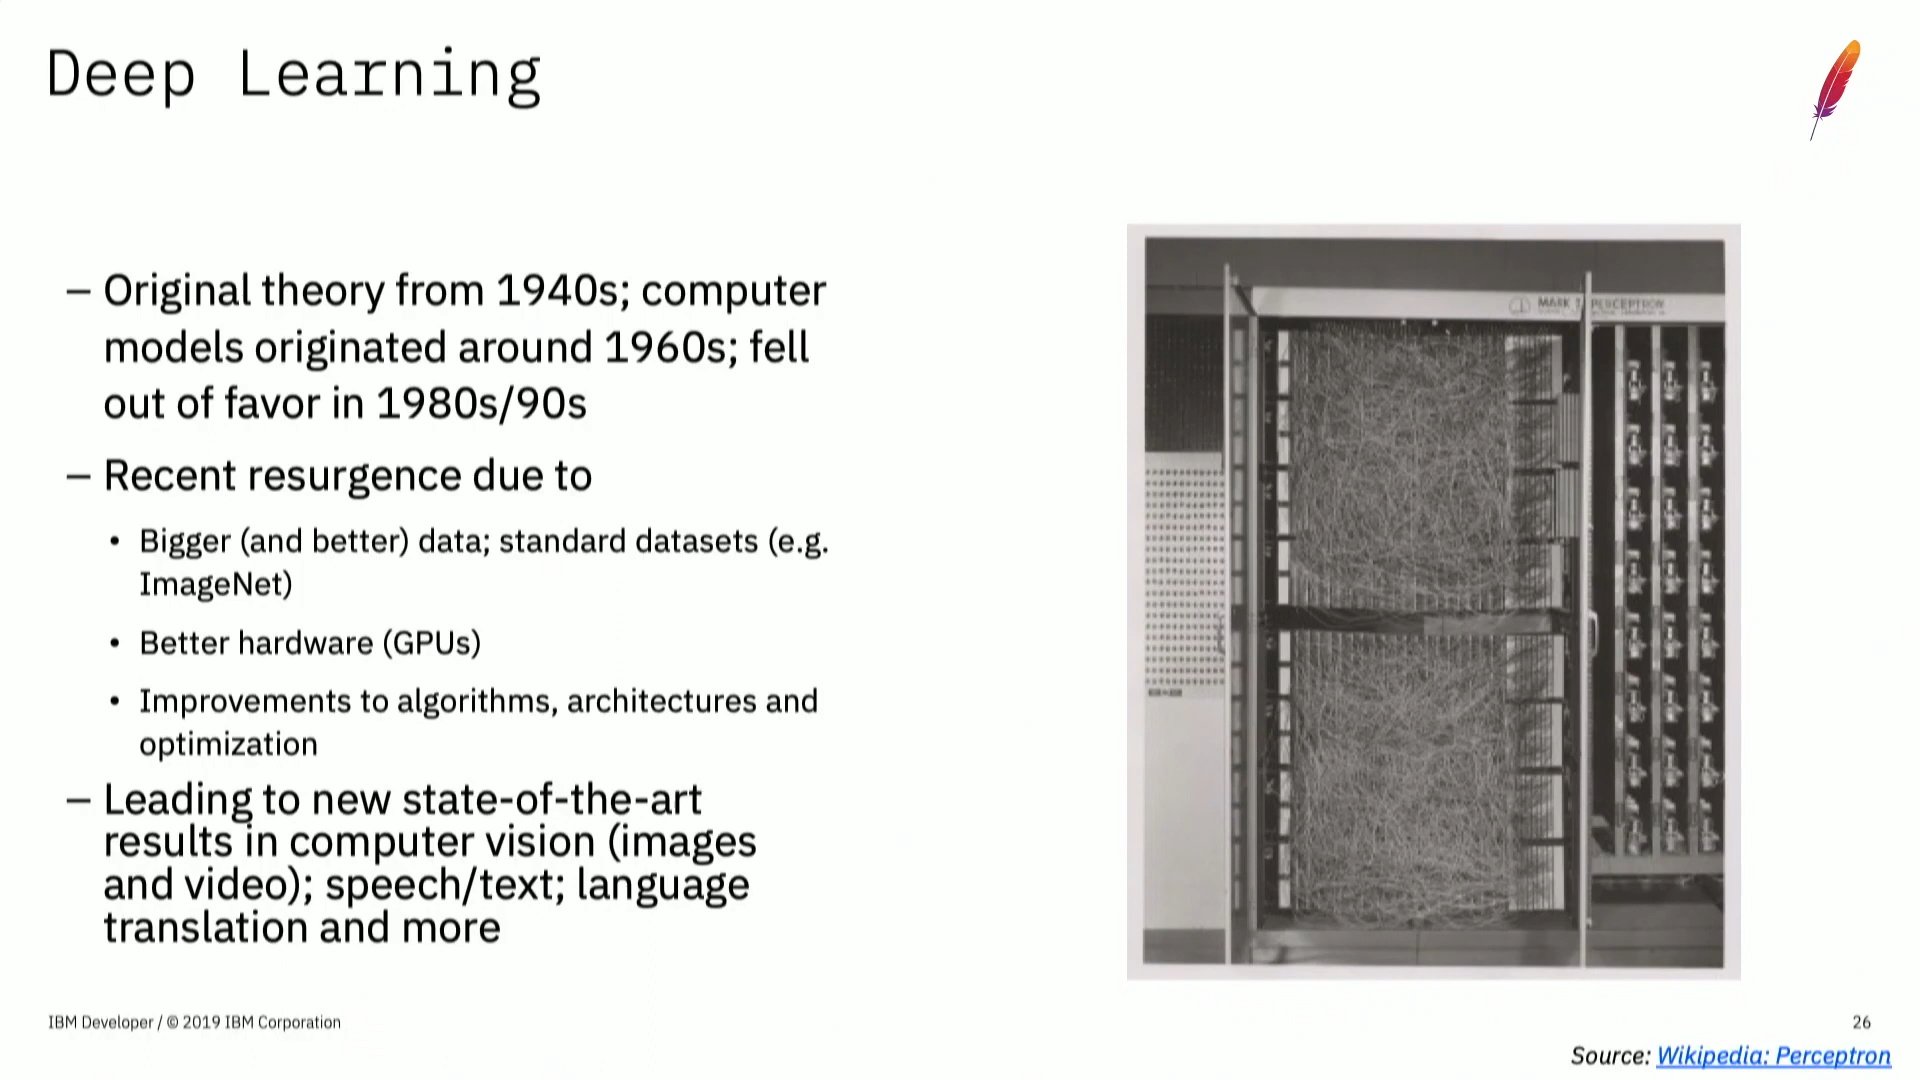 Deep Learning
– Original theory from 1940s; computer
models originated around 1960s; fell
out of favor in 1980s/90s
– Recent resurgence due to
• Bigger (and better) data; standard datasets (e.g.
ImageNet)
• Better hardware (GPUs)
• Improvements to algorithms, architectures and
optimization
– Leading to new state-of-the-art
results in computer vision (images
and video); speech/text; language
translation and more
MARK I PERCEPTRON
IBM Developer / © 2019 IBM Corporation
26
Source: Wikipedia: Perceptron